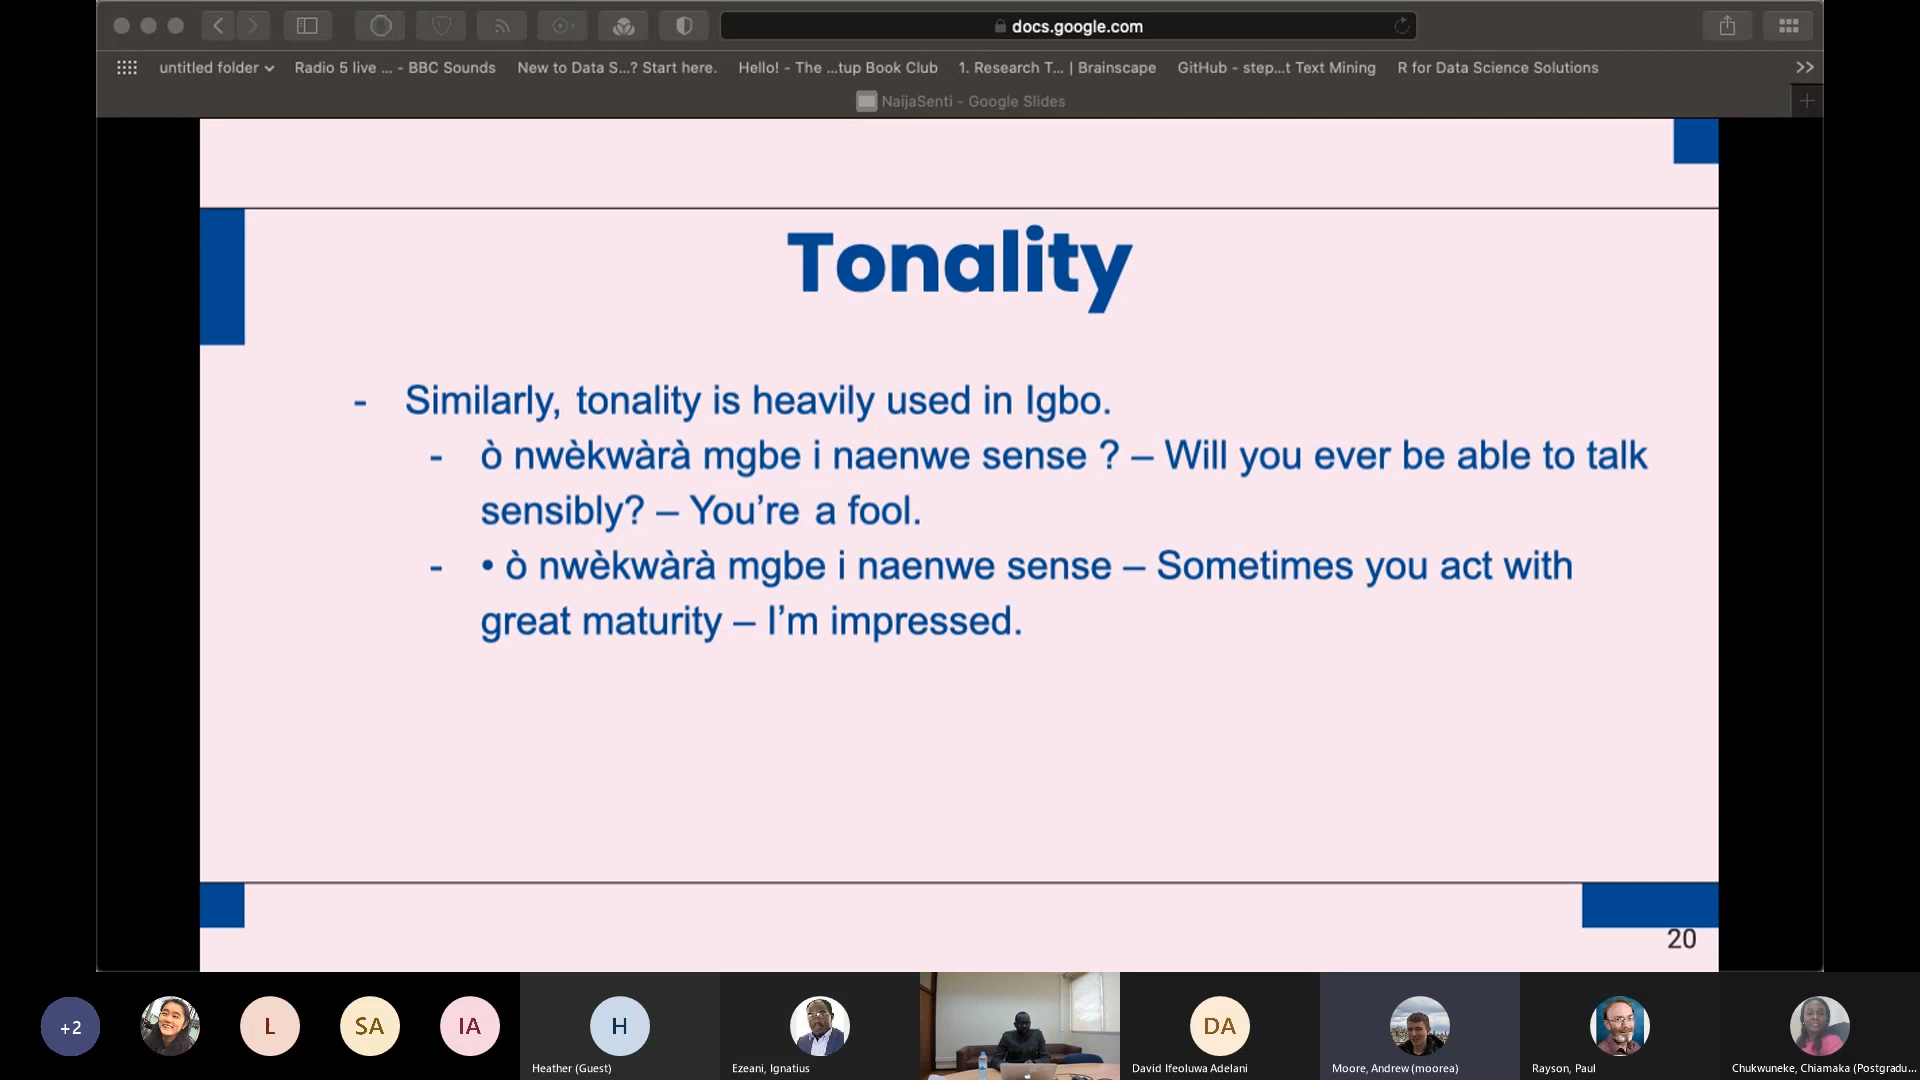 docs.google.com
untitled folder
Radio 5 live ... - BBC Sounds
New to Data S...? Start here.
Hello! - The ...tup Book Club
1. Research T... | Brainscape
GitHub - step...t Text Mining
R for Data Science Solutions
NaijaSenti - Google Slides
Tonality
- Similarly, tonality is heavily used in Igbo.
- ò nwèkwàrà mgbe i naenwe sense ? – Will you ever be able to talk
sensibly? – You’re a fool.
- • ò nwèkwàrà mgbe i naenwe sense – Sometimes you act with
great maturity – I’m impressed.
20
+2
L
SA
IA
H
DA
Heather (Guest)
Ezeani, Ignatius
David Ifeoluwa Adelani
Moore, Andrew (moorea)
Rayson, Paul
Chukwuneke, Chiamaka (Postgradu...